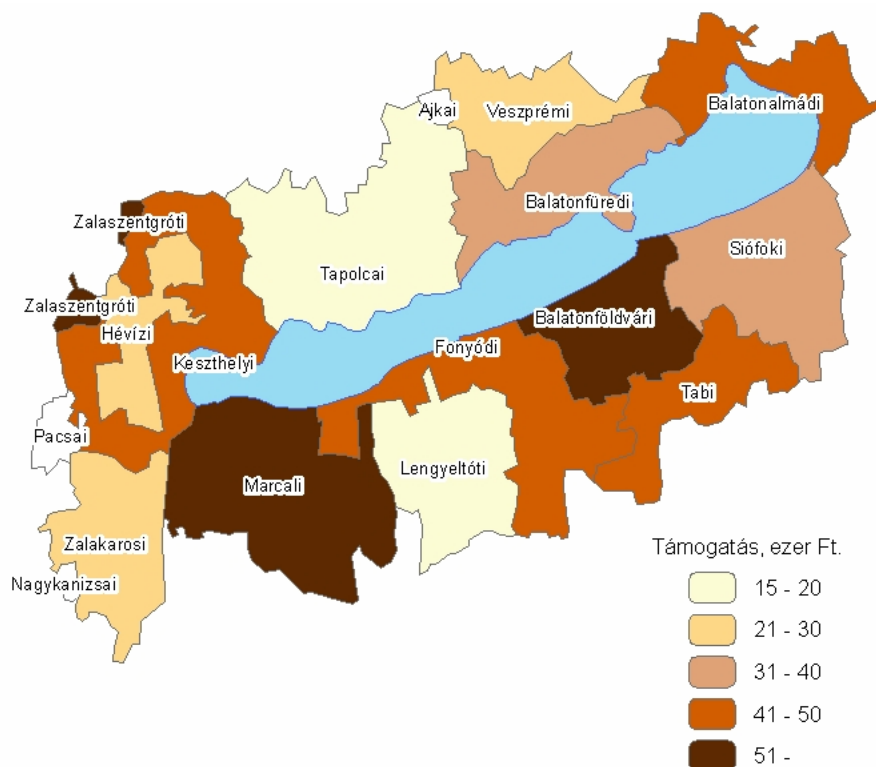 Ajkai
Veszprémi
Balatonalmádi
Balatonfüredi
Zalaszentgróti
Siófoki
Tapolcai
Zalaszentgróti
Hévízi
Balatonföldvári
Fonyódi
Keszthelyi
Tabi
Pacsai
Lengyeltóti
Marcali
Zalakarosi
Nagykanizsai
Támogatás, ezer Ft.
15 - 20
21 - 30
31 - 40
41 - 50
51 -